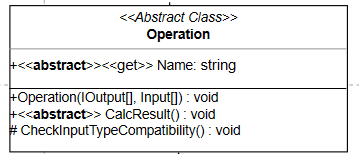 <<Abstract Class>>
Operation
+<<abstract>><<get>> Name: string
+Operation(IOutput[], Input[]) : void
+<<abstract>> CalcResult() : void
# CheckInputTypeCompatibility() : void